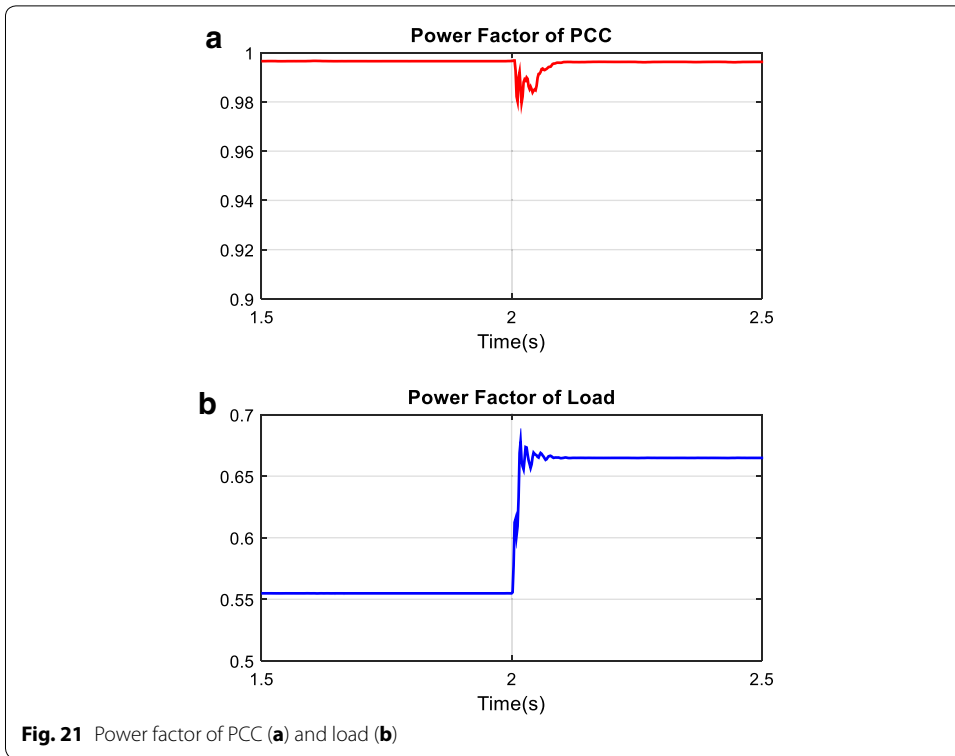 a
Power Factor of PCC
1
0.98
0.96
0.94
0.92
0.9
1.5 2 2.5
Time(s)
b
Power Factor of Load
0.7
0.65
0.6
0.55
0.5
1.5 2 2.5
Time(s)
Fig. 21 Power factor of PCC (a) and load (b)